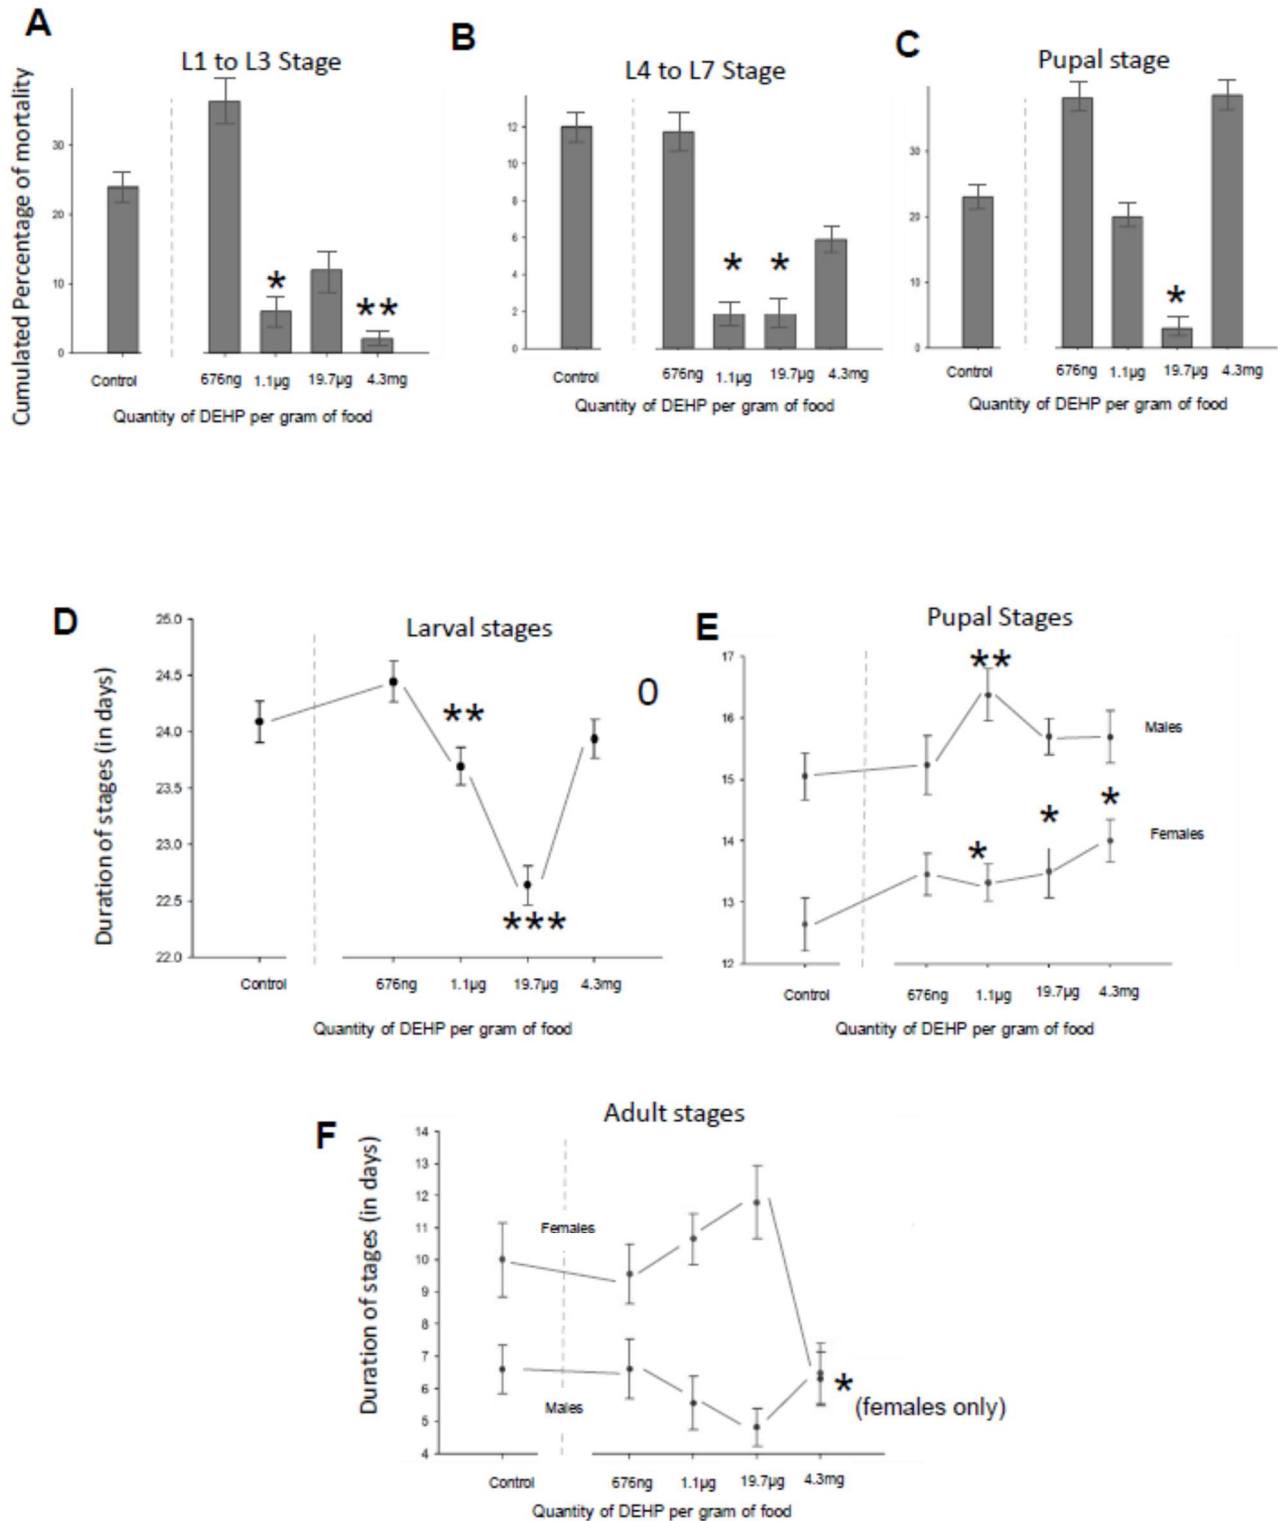 A
L1 to L3 Stage
Cumulated Percentage of mortality
30
20
10
0
*
**
Control
676ng
1.1µg
19.7µg
4.3mg
Quantity of DEHP per gram of food
B
L4 to L7 Stage
12
10
8
6
4
2
0
*
*
Control
676ng
1.1µg
19.7µg
4.3mg
Quantity of DEHP per gram of food
C
Pupal stage
30
20
10
0
*
Control
676ng
1.1µg
19.7µg
4.3mg
Quantity of DEHP per gram of food
D
Larval stages
Duration of stages (in days)
25.0
24.5
24.0
23.5
23.0
22.5
22.0
**
***
Control
676ng
1.1µg
19.7µg
4.3mg
Quantity of DEHP per gram of food
E
Pupal Stages
0
17
16
15
14
13
12
**
Males
*
*
*
Females
Control
676ng
1.1µg
19.7µg
4.3mg
Quantity of DEHP per gram of food
F
Adult stages
Duration of stages (in days)
14
13
12
11
10
9
8
7
6
5
4
Females
Males
*
(females only)
Control
676ng
1.1µg
19.7µg
4.3mg
Quantity of DEHP per gram of food